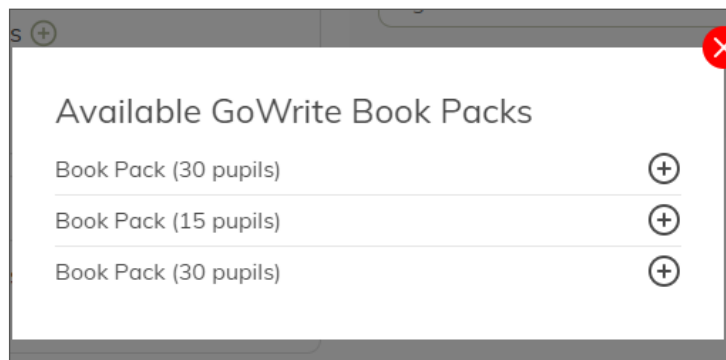 s
Available GoWrite Book Packs
Book Pack (30 pupils)
Book Pack (15 pupils)
Book Pack (30 pupils)